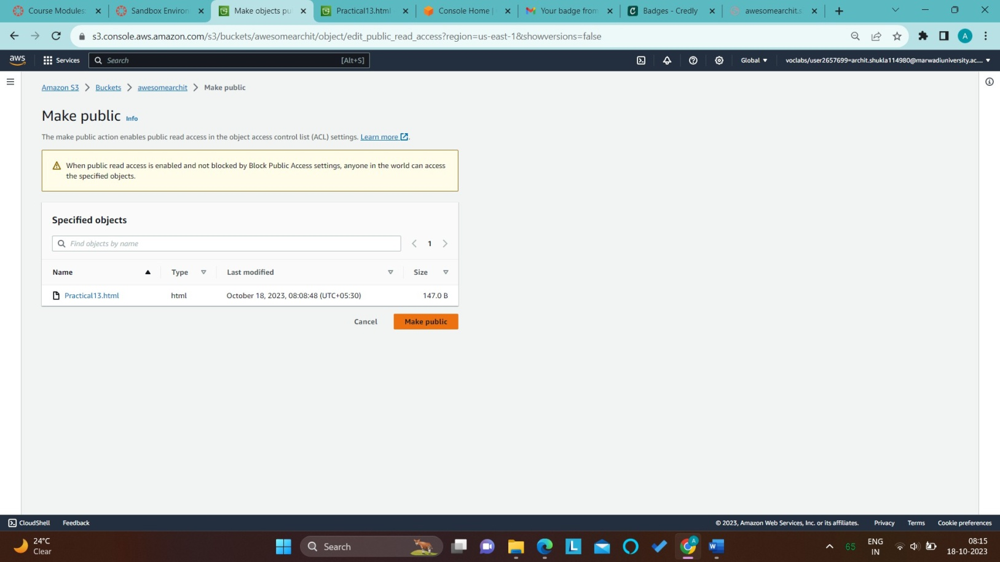 Course Modules:
Sandbox Environ
Make objects pu
Practical13.html
Console Home |
Your badge from
Badges - Credly
awesomearchit.s
s3.console.aws.amazon.com/s3/buckets/awesomearchit/object/edit_public_read_access?region=us-east-1&showversions=false
A
aws
Services
Search
[Alt+S]
Global
voclabs/user2657699=archit.shukla114980@marwadiuniversity.ac....
Amazon S3 > Buckets > awesomearchit > Make public
Make public Info
The make public action enables public read access in the object access control list (ACL) settings. Learn more.
When public read access is enabled and not blocked by Block Public Access settings, anyone in the world can access
the specified objects.
Specified objects
Find objects by name
< 1 >
Name Type Last modified Size
Practical13.html html October 18, 2023, 08:08:48 (UTC+05:30) 147.0 B
Cancel Make public
CloudShell Feedback
© 2023, Amazon Web Services, Inc. or its affiliates. Privacy Terms Cookie preferences
24°C
Clear
Search
L
A
W
65
ENG
IN
08:15
18-10-2023